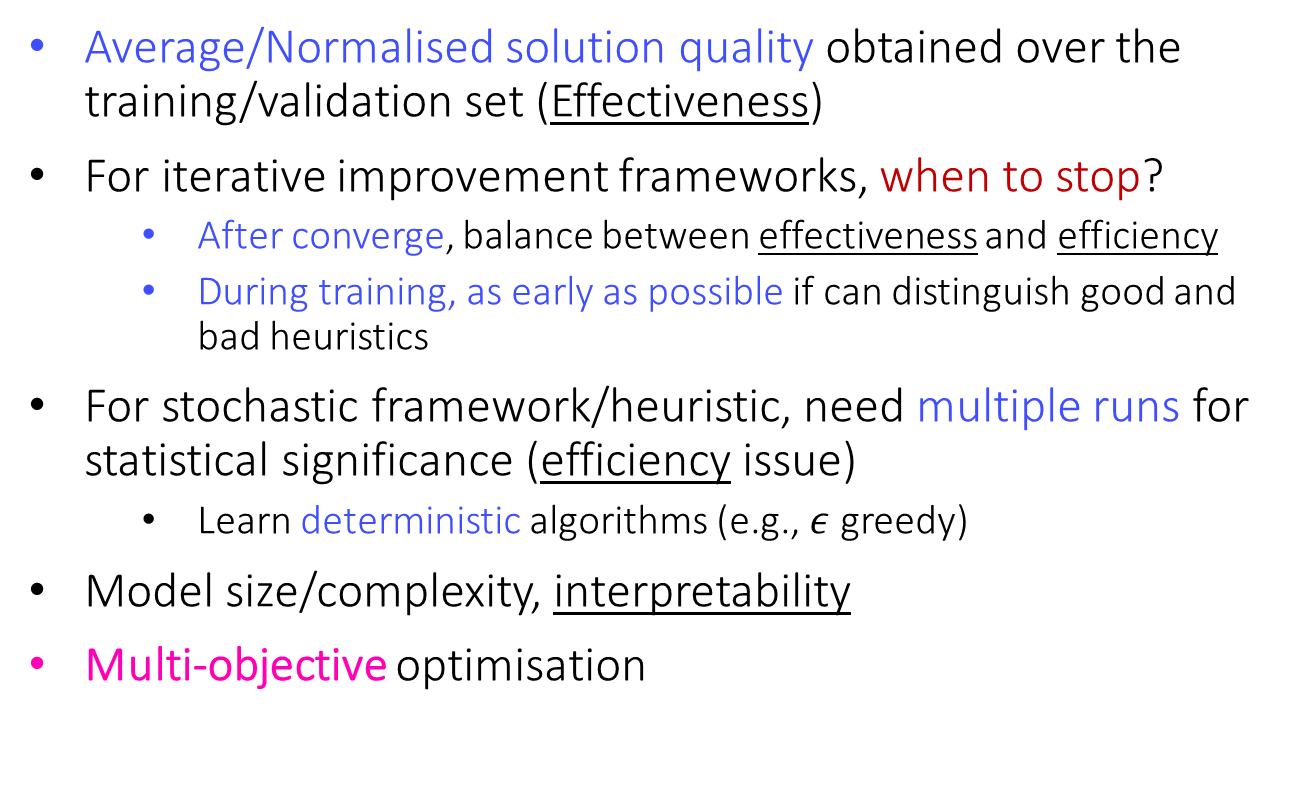 • Average/Normalised solution quality obtained over the
training/validation set (Effectiveness)
• For iterative improvement frameworks, when to stop?
• After converge, balance between effectiveness and efficiency
• During training, as early as possible if can distinguish good and
bad heuristics
• For stochastic framework/heuristic, need multiple runs for
statistical significance (efficiency issue)
• Learn deterministic algorithms (e.g., ϵ greedy)
• Model size/complexity, interpretability
• Multi-objective optimisation